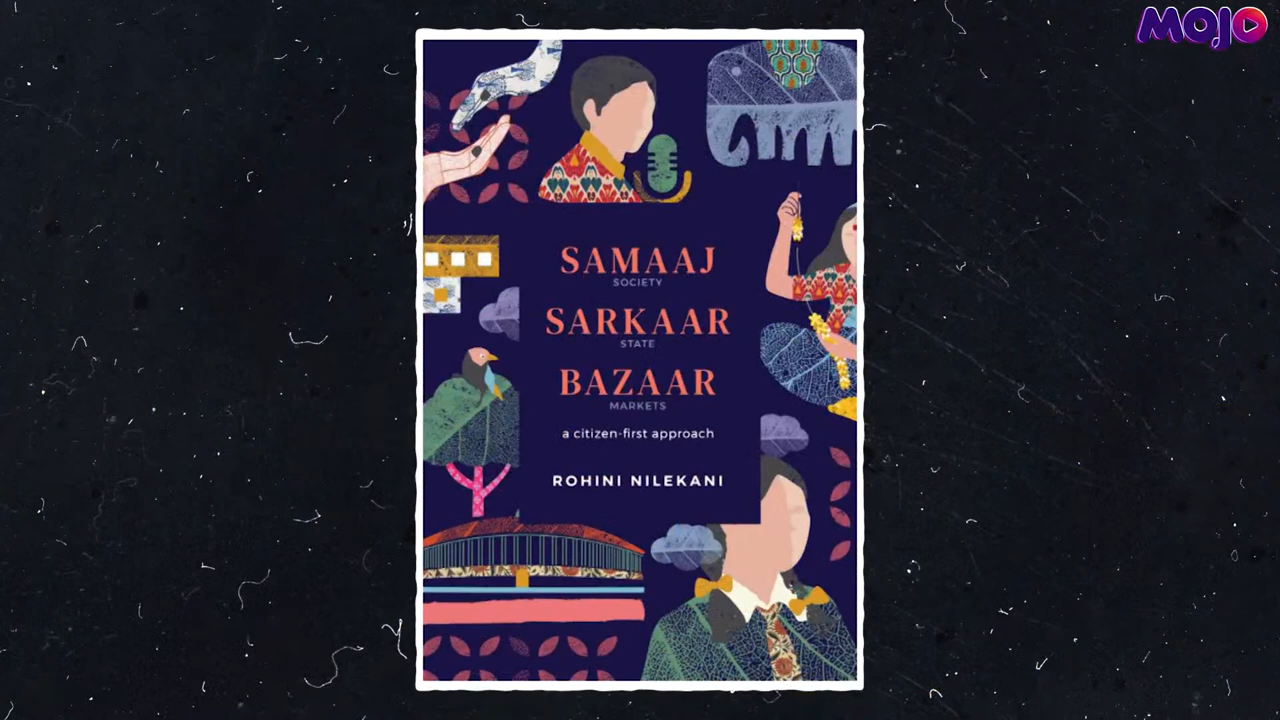 MOJO
SAMAAJ
SOCIETY
SARKAAR
STATE
BAZAAR
MARKETS
a citizen-first approach
ROHINI NILEKANI